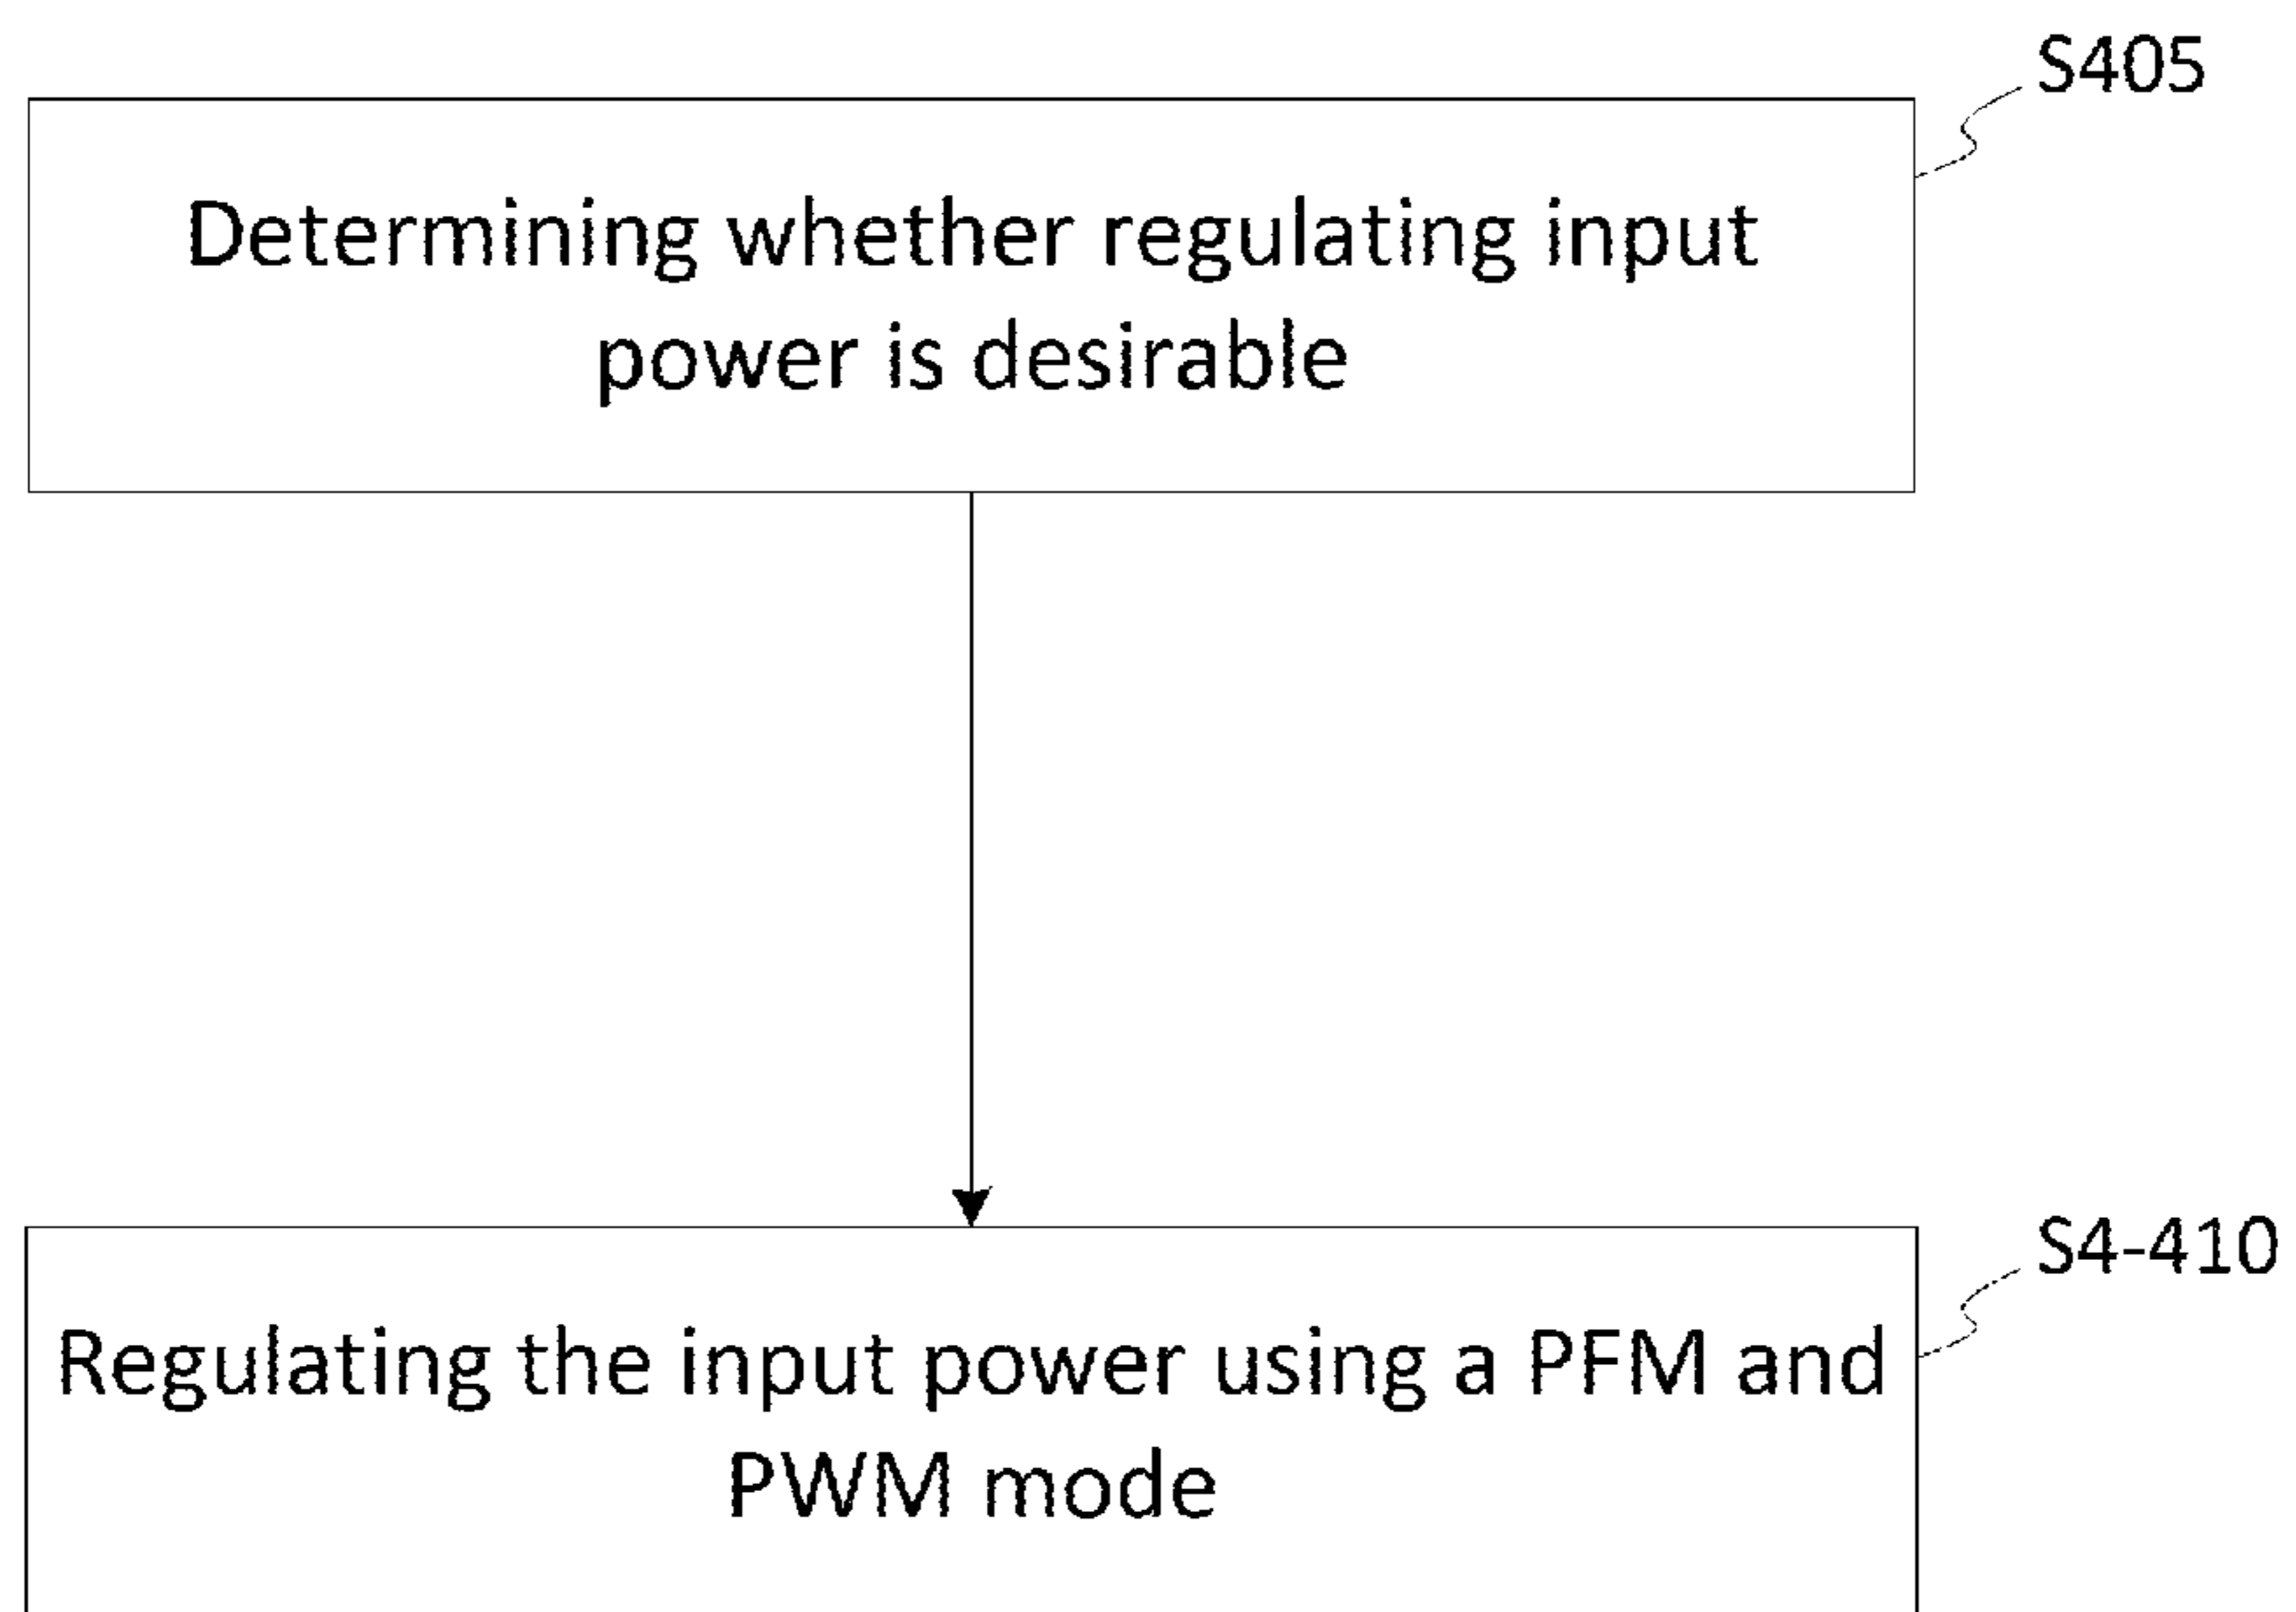 S405
Determining whether regulating input
power is desirable
S4-410
Regulating the input power using a PFM and
PWM mode